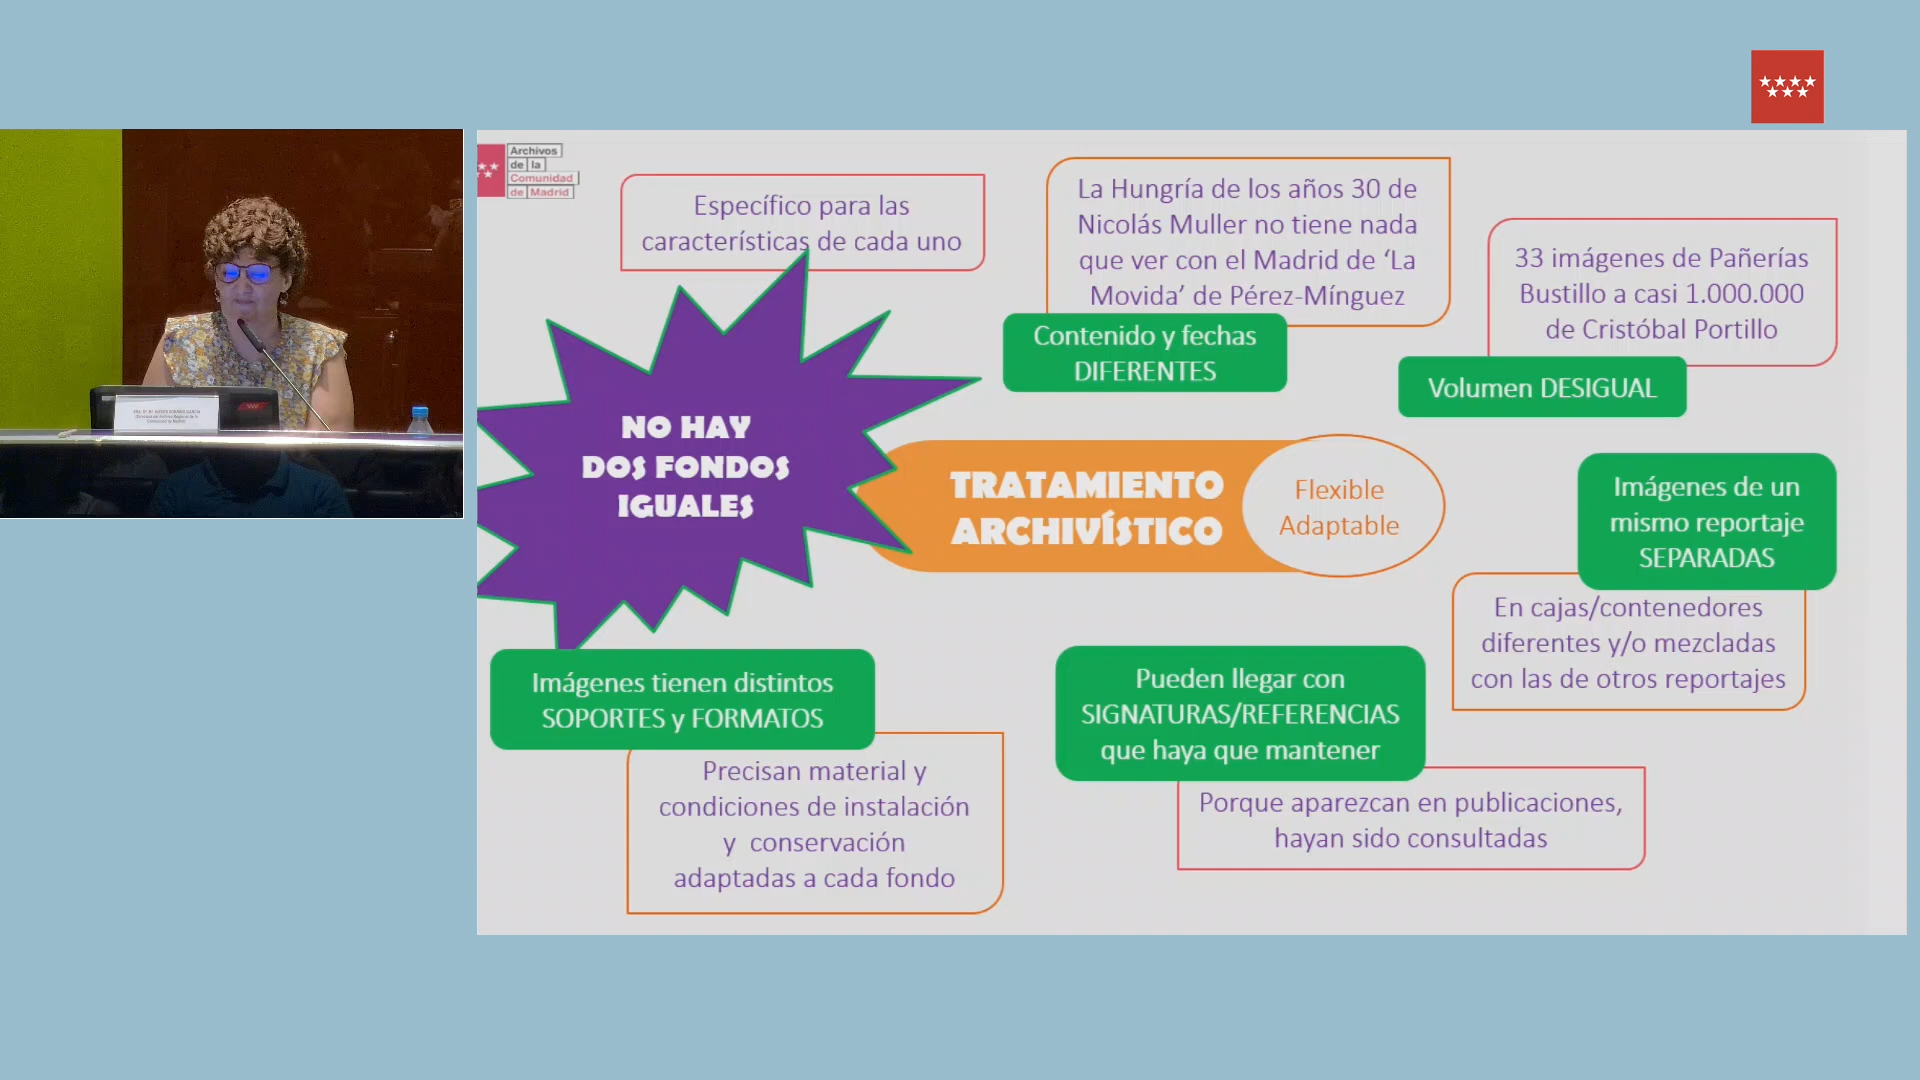 Archivos
de la
Comunidad
de Madrid
Específico para las
características de cada uno
La Hungría de los años 30 de
Nicolás Muller no tiene nada
que ver con el Madrid de ‘La
Movida’ de Pérez-Mínguez
Contenido y fechas
DIFERENTES
33 imágenes de Pañerías
Bustillo a casi 1.000.000
de Cristóbal Portillo
Volumen DESIGUAL
NO HAY
DOS FONDOS
IGUALES
TRATAMIENTO
ARCHIVÍSTICO
Flexible
Adaptable
Imágenes de un
mismo reportaje
SEPARADAS
En cajas/contenedores
diferentes y/o mezcladas
con las de otros reportajes
Imágenes tienen distintos
SOPORTES y FORMATOS
Precisan material y
condiciones de instalación
y conservación
adaptadas a cada fondo
Pueden llegar con
SIGNATURAS/REFERENCIAS
que haya que mantener
Porque aparezcan en publicaciones,
hayan sido consultadas